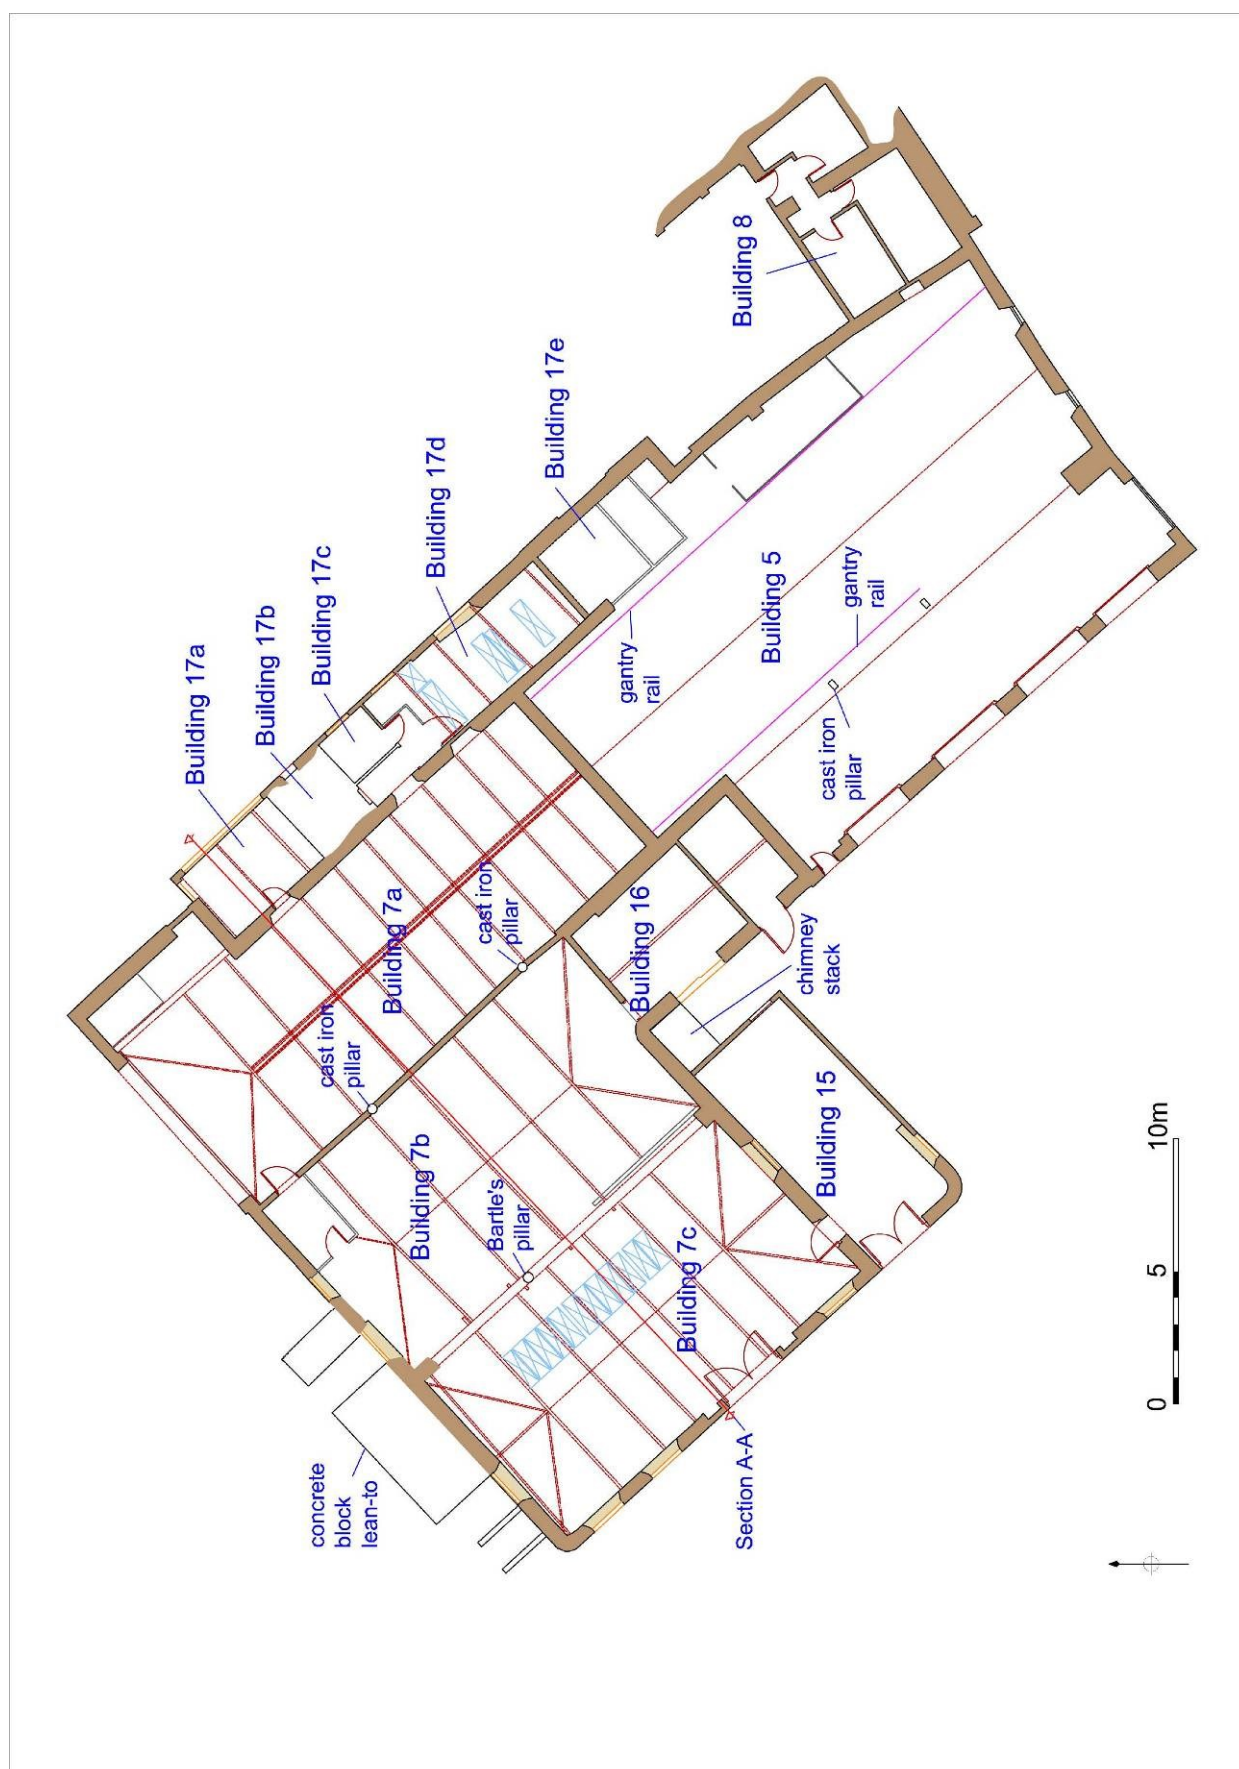 Building 17a
Building 17b
Building 17c
Building 17d
Building 17e
Building 8
concrete
block
lean-to
cast iron
pillar
Building 7a
cast iron
pillar
gantry
rail
Building 5
gantry
rail
Building 7b
Bartle's
pillar
Building 16
cast iron
pillar
Building 7c
chimney
stack
Section A-A
Building 15
0
5
10m